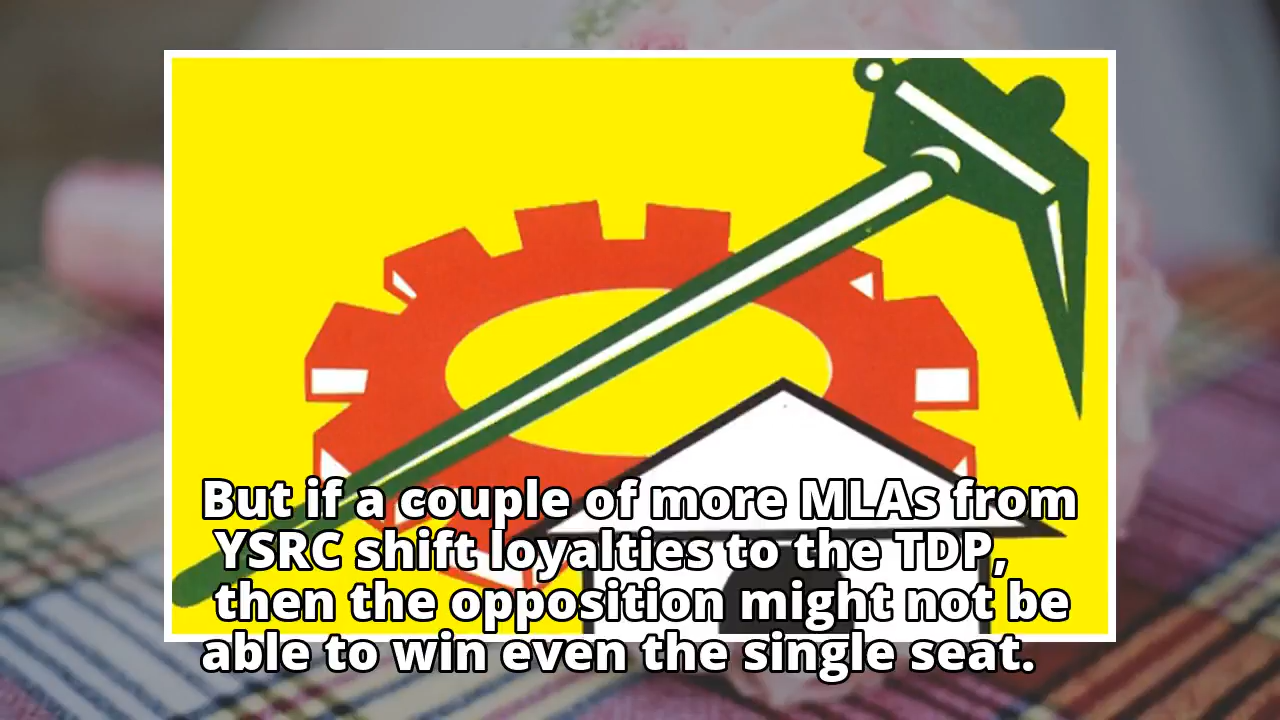 But if a couple of more MLAs from
YSRC shift loyalties to the TDP,
then the opposition might not be
able to win even the single seat.